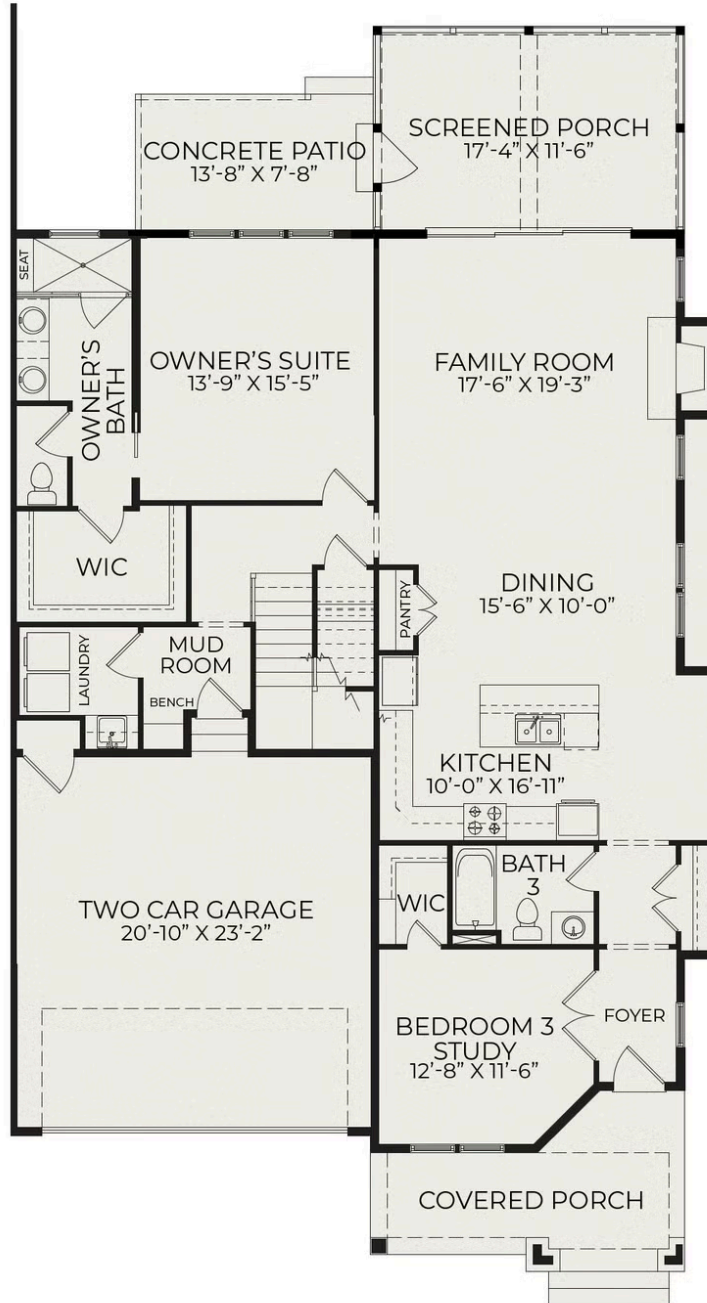 SCREENED PORCH
17'-4" X 11'-6"
CONCRETE PATIO
13'-8" X 7'-8"
SEAT
OWNER'S
BATH
OWNER'S SUITE
13'-9" X 15'-5"
FAMILY ROOM
17'-6" X 19'-3"
WIC
DINING
15'-6" X 10'-0"
PANTRY
LAUNDRY
MUD
ROOM
BENCH
KITCHEN
10'-0" X 16'-11"
BATH
3
WIC
TWO CAR GARAGE
20'-10" X 23'-2"
FOYER
BEDROOM 3
STUDY
12'-8" X 11'-6"
COVERED PORCH